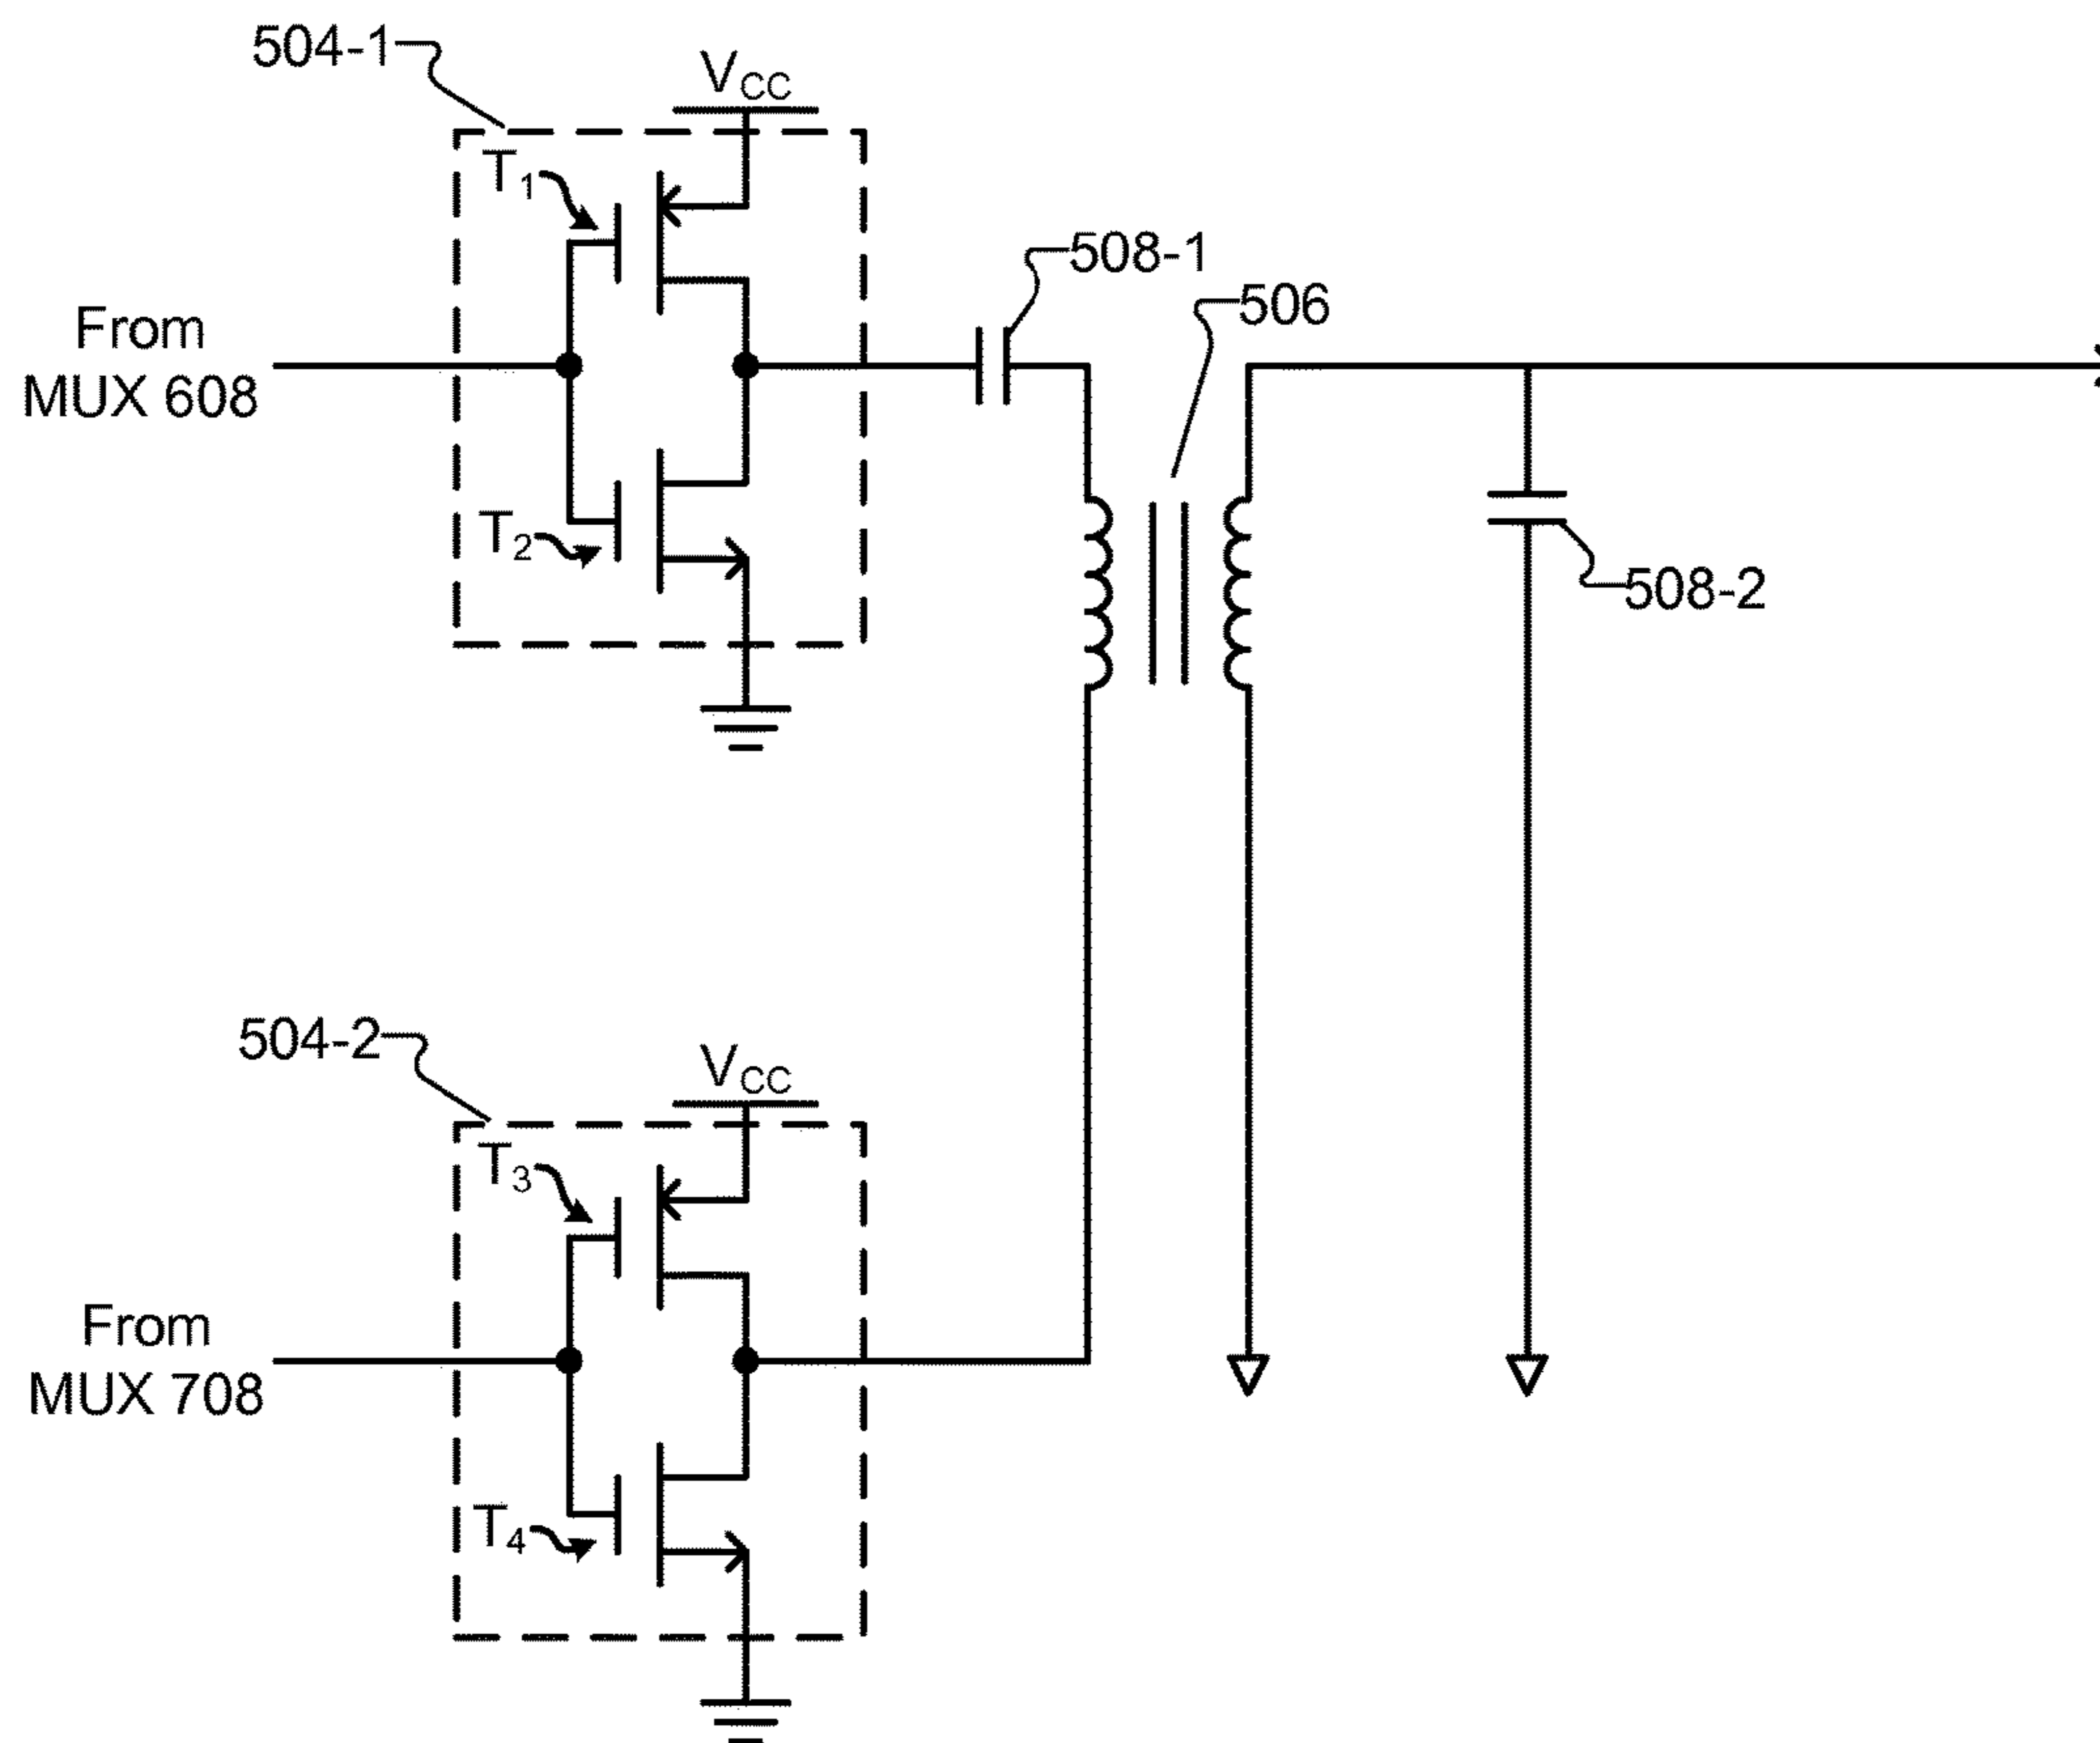 504-1
VCC
T1
508-1
506
From
MUX 608
T2
508-2
504-2
VCC
T3
From
MUX 708
T4